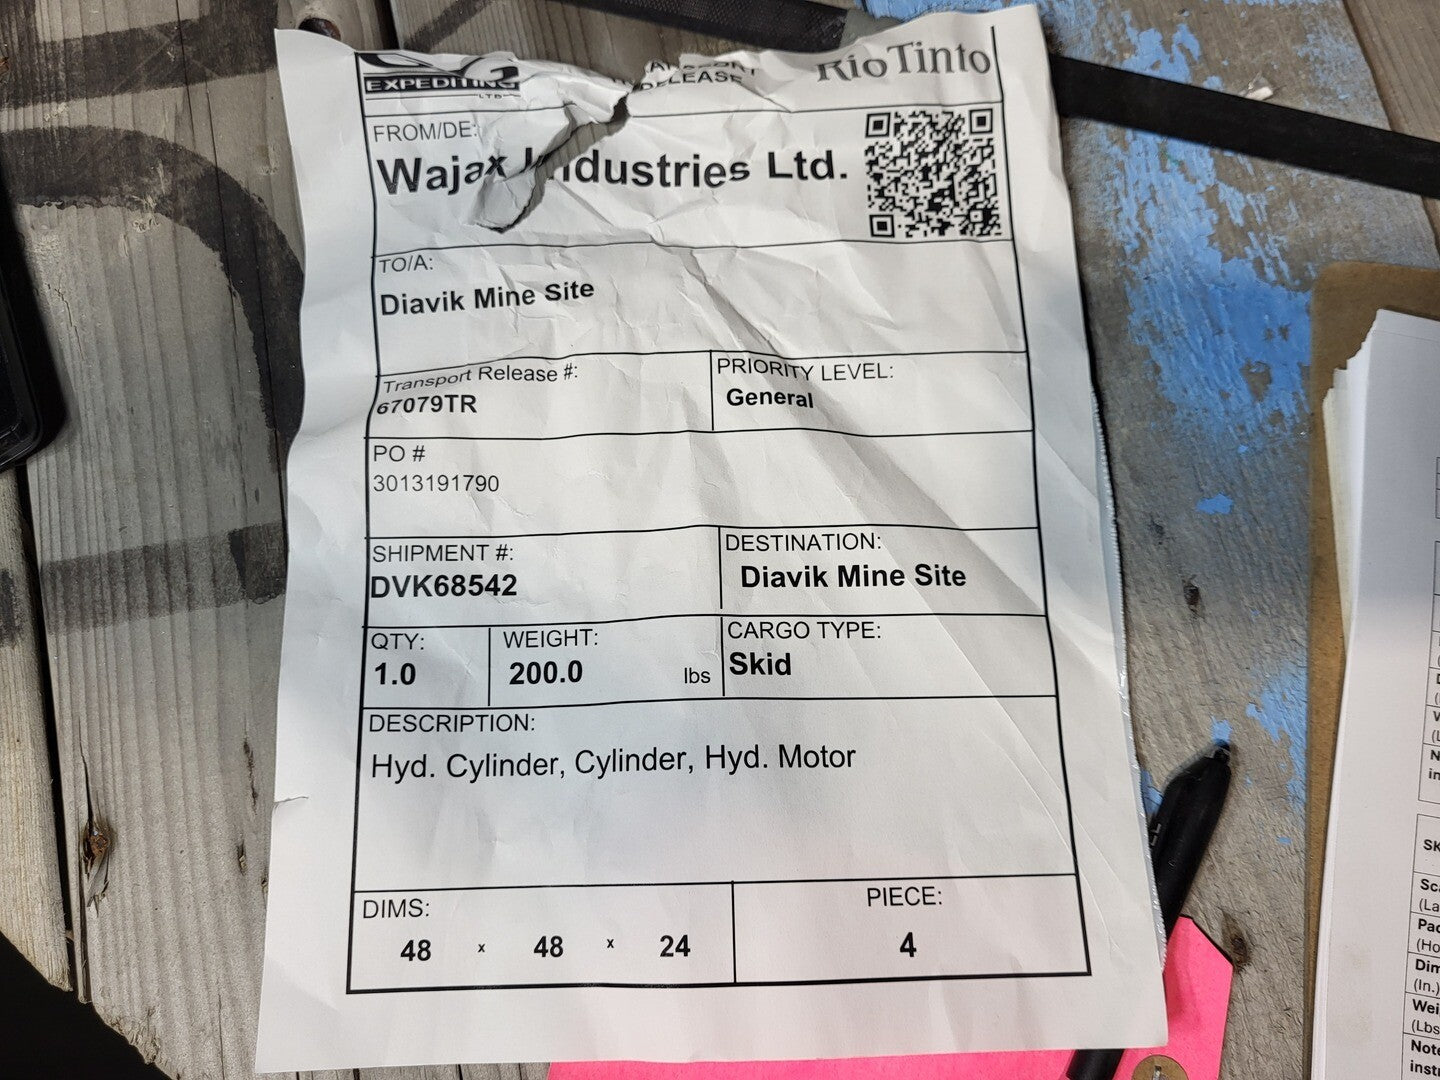 EXPEDITING
LTD
RELEASE
RioTinto
FROM/DE:
Wajax Industries Ltd.
TO/A:
Diavik Mine Site
Transport Release #:
67079TR
PRIORITY LEVEL:
General
PO #
3013191790
SHIPMENT #:
DVK68542
DESTINATION:
Diavik Mine Site
QTY:
1.0
WEIGHT:
200.0 lbs
CARGO TYPE:
Skid
DESCRIPTION:
Hyd. Cylinder, Cylinder, Hyd. Motor
DIMS:
48 x 48 x 24
PIECE:
4